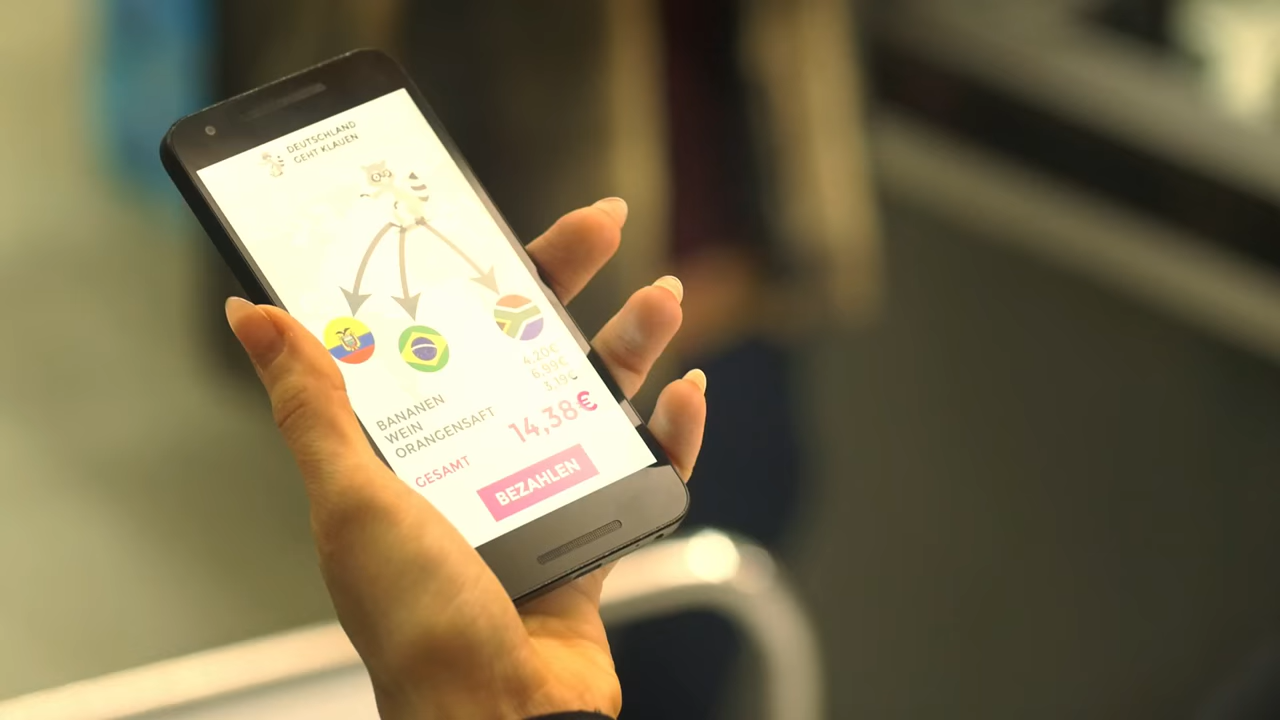 DEUTSCHLAND
GEHT KLAUEN
4,20€
6,99€
3,19€
BANANEN
WEIN
ORANGENSAFT
14,38€
GESAMT
BEZAHLEN